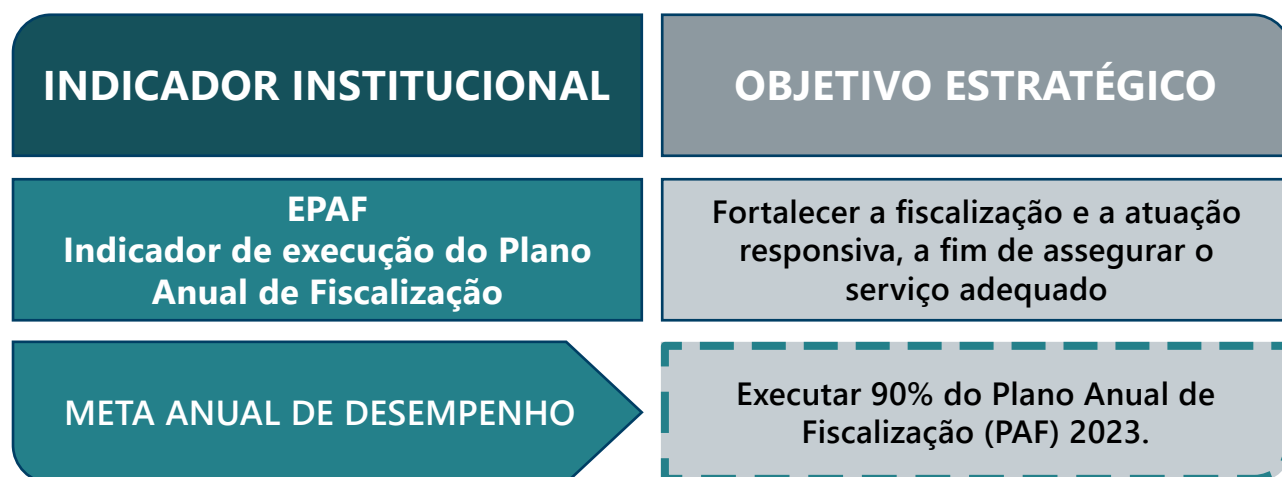 INDICADOR INSTITUCIONAL
OBJETIVO ESTRATÉGICO
EPAF
Indicador de execução do Plano
Anual de Fiscalização
Fortalecer a fiscalização e a atuação
responsiva, a fim de assegurar o
serviço adequado
META ANUAL DE DESEMPENHO
Executar 90% do Plano Anual de
Fiscalização (PAF) 2023.